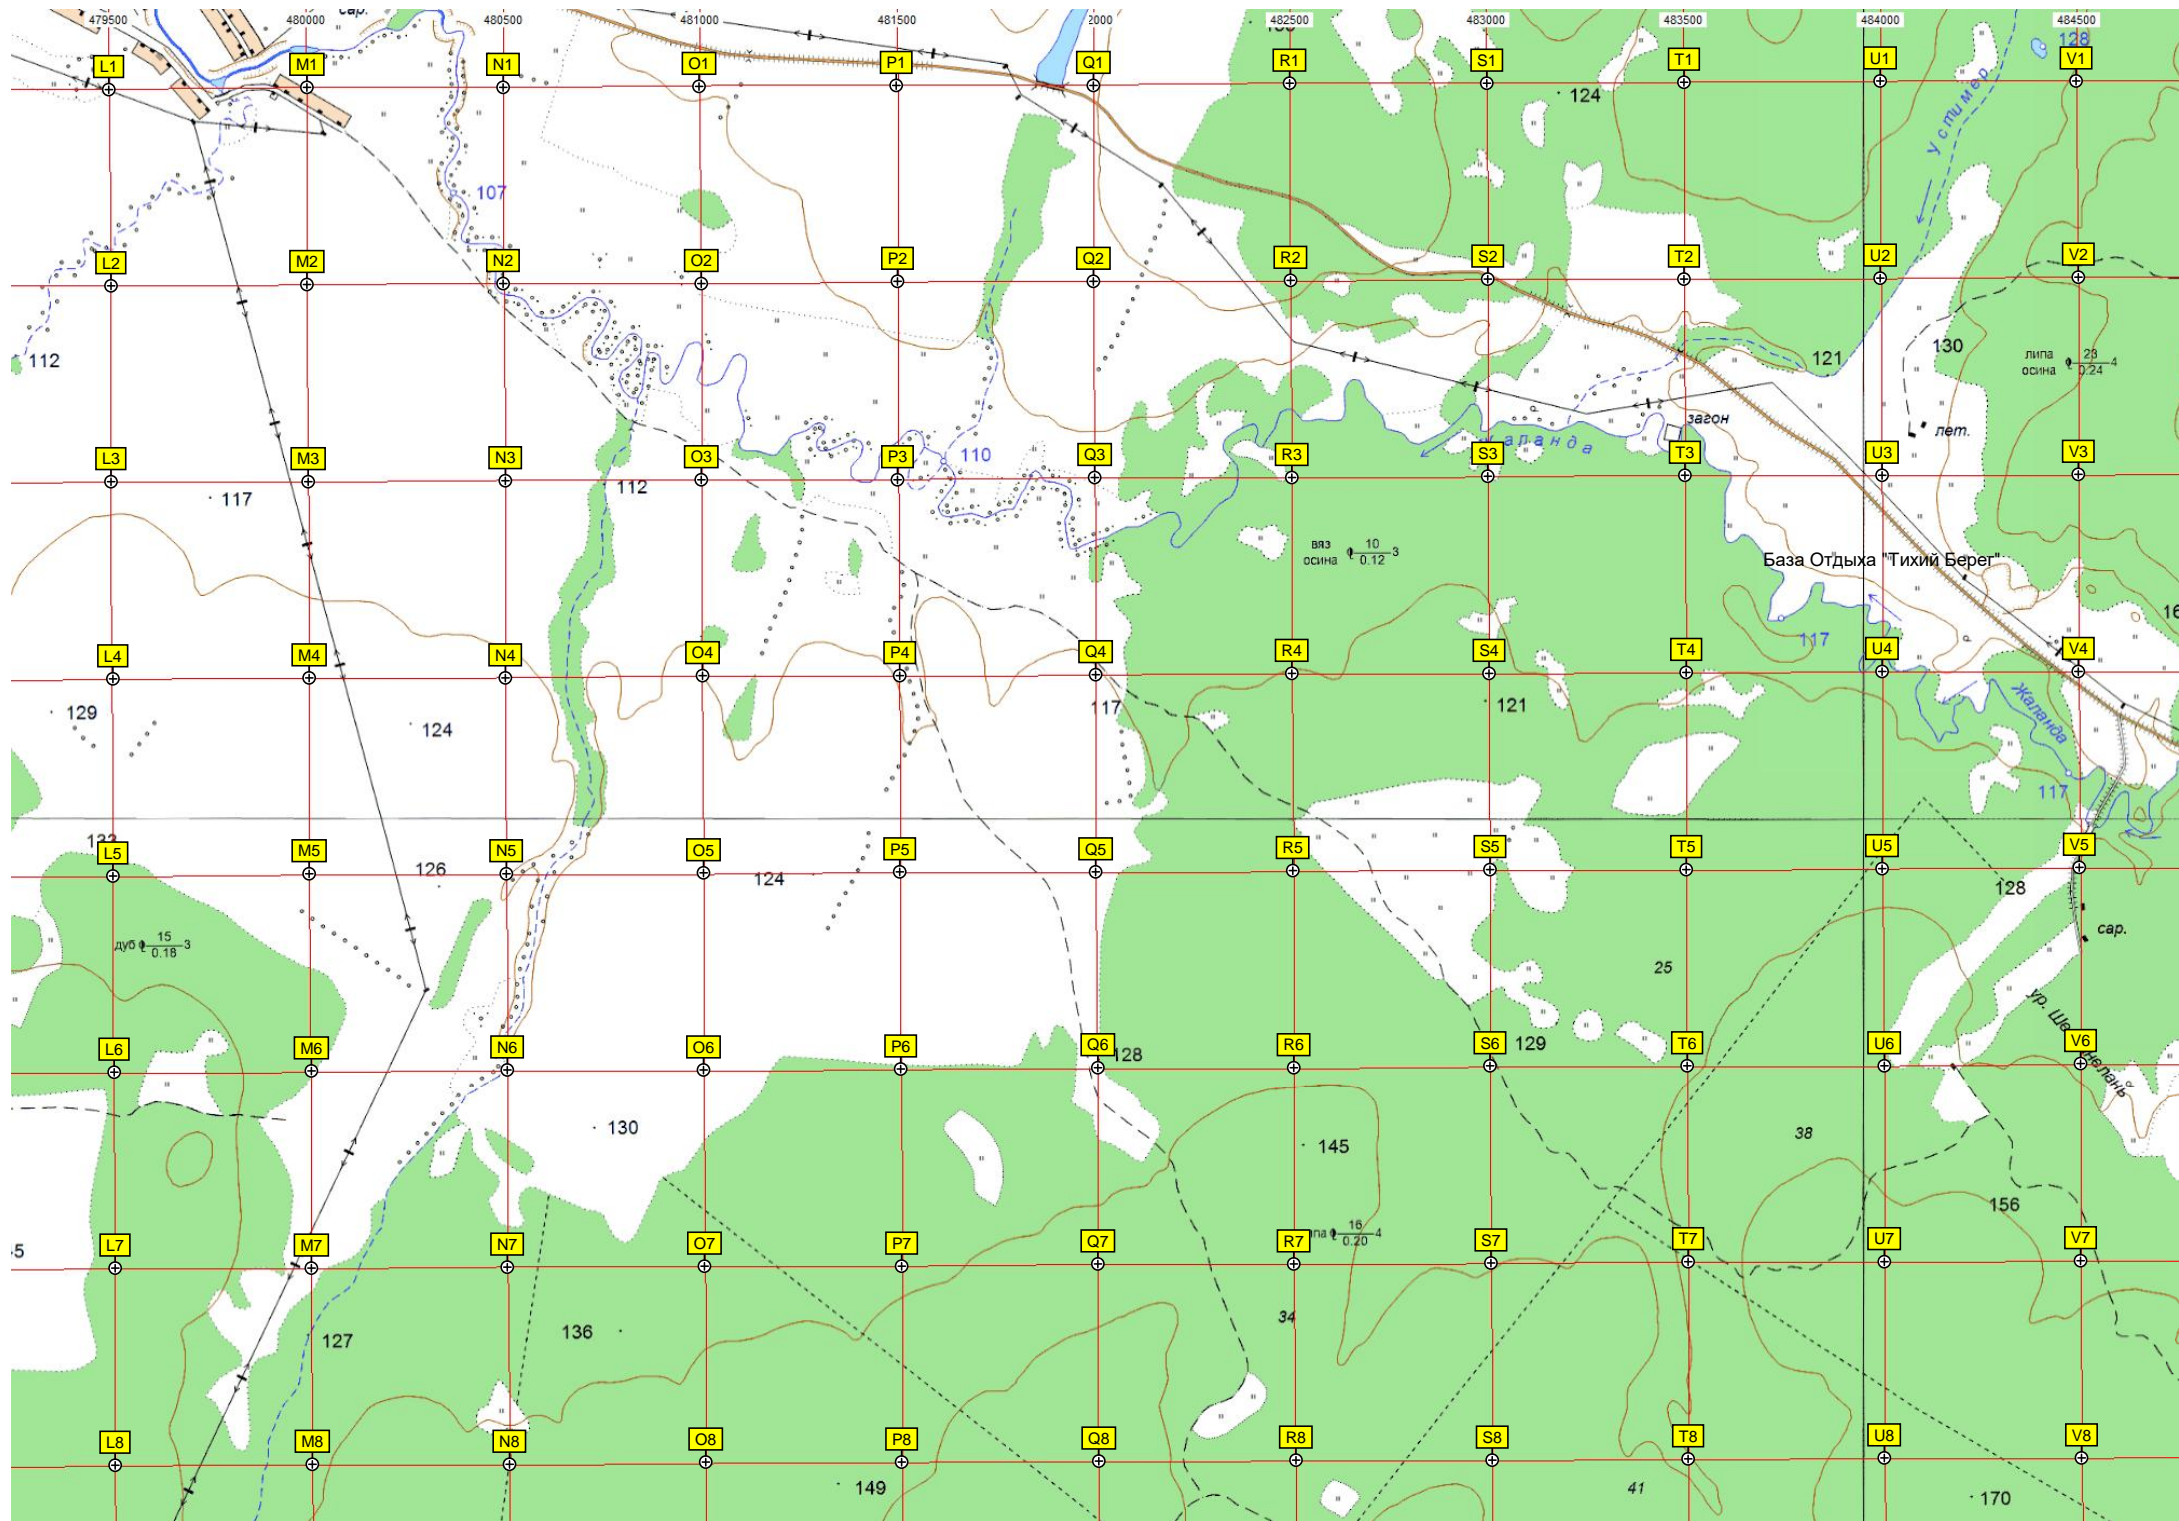 479500 480000 480500 481000 481500 2000 482500 483000 483500 484000 484500
сар.
128
L1 M1 N1 O1 P1 Q1 R1 S1 T1 U1 V1
124
Устимер
107
L2 M2 N2 O2 P2 Q2 R2 S2 T2 U2 V2
112
121
130
липа осина 23 0.24 4
загон
лет.
110
Жаланда
L3 M3 N3 O3 P3 Q3 R3 S3 T3 U3 V3
117
112
вяз осина 10 0.12 3
База Отдыха "Тихий Берег"
16
117
L4 M4 N4 O4 P4 Q4 R4 S4 T4 U4 V4
129
124
117
121
Жаланда
117
L5 M5 N5 O5 P5 Q5 R5 S5 T5 U5 V5
126
124
128
сар.
дуб 15 0.18 3
25
ур.
L6 M6 N6 O6 P6 Q6 R6 S6 T6 U6 V6
128
129
130
145
38
156
16 0.20 4
L7 M7 N7 O7 P7 Q7 R7 S7 T7 U7 V7
34
127
136
L8 M8 N8 O8 P8 Q8 R8 S8 T8 U8 V8
149
41
170